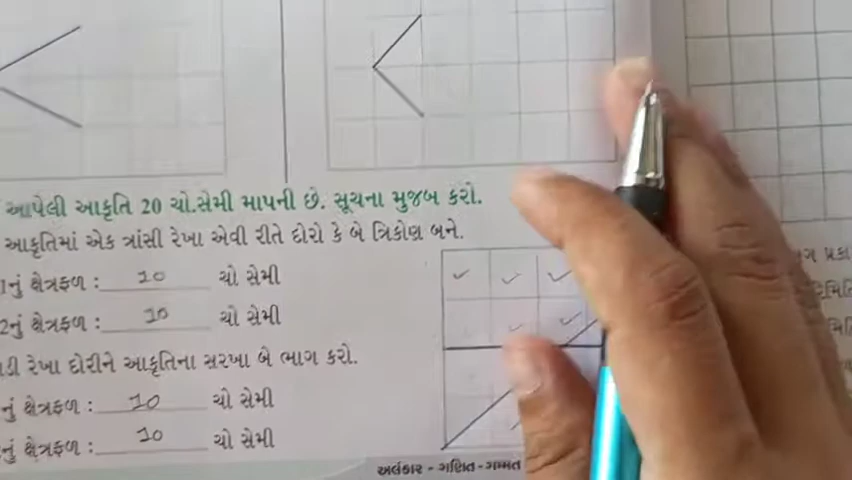 આપેલી આકૃતિ 20 ચો.સેમી માપની છે. સૂચના મુજબ કરો.
આકૃતિમાં એક ત્રાંસી રેખા એવી રીતે દોરો કે બે ત્રિકોણ બને.
1નું ક્ષેત્રફળ : 10 ચો સેમી
2નું ક્ષેત્રફળ : 10 ચો સેમી
રેખા દોરીને આકૃતિના સરખા બે ભાગ કરો.
નું ક્ષેત્રફળ : 10 ચો સેમી
નું ક્ષેત્રફળ : 10 ચો સેમી
અલંકાર - ગણિત-ગમ્મત